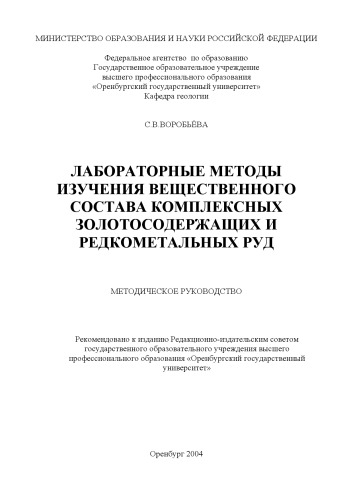 МИНИСТЕРСТВО ОБРАЗОВАНИЯ И НАУКИ РОССИЙСКОЙ ФЕДЕРАЦИИ
Федеральное агентство по образованию
Государственное образовательное учреждение
высшего профессионального образования
«Оренбургский государственный университет»
Кафедра геологии
С.В.ВОРОБЬЁВА
ЛАБОРАТОРНЫЕ МЕТОДЫ
ИЗУЧЕНИЯ ВЕЩЕСТВЕННОГО
СОСТАВА КОМПЛЕКСНЫХ
ЗОЛОТОСОДЕРЖАЩИХ И
РЕДКОМЕТАЛЬНЫХ РУД
МЕТОДИЧЕСКОЕ РУКОВОДСТВО
Рекомендовано к изданию Редакционно-издательским советом
государственного образовательного учреждения высшего
профессионального образования «Оренбургский государственный
университет»
Оренбург 2004